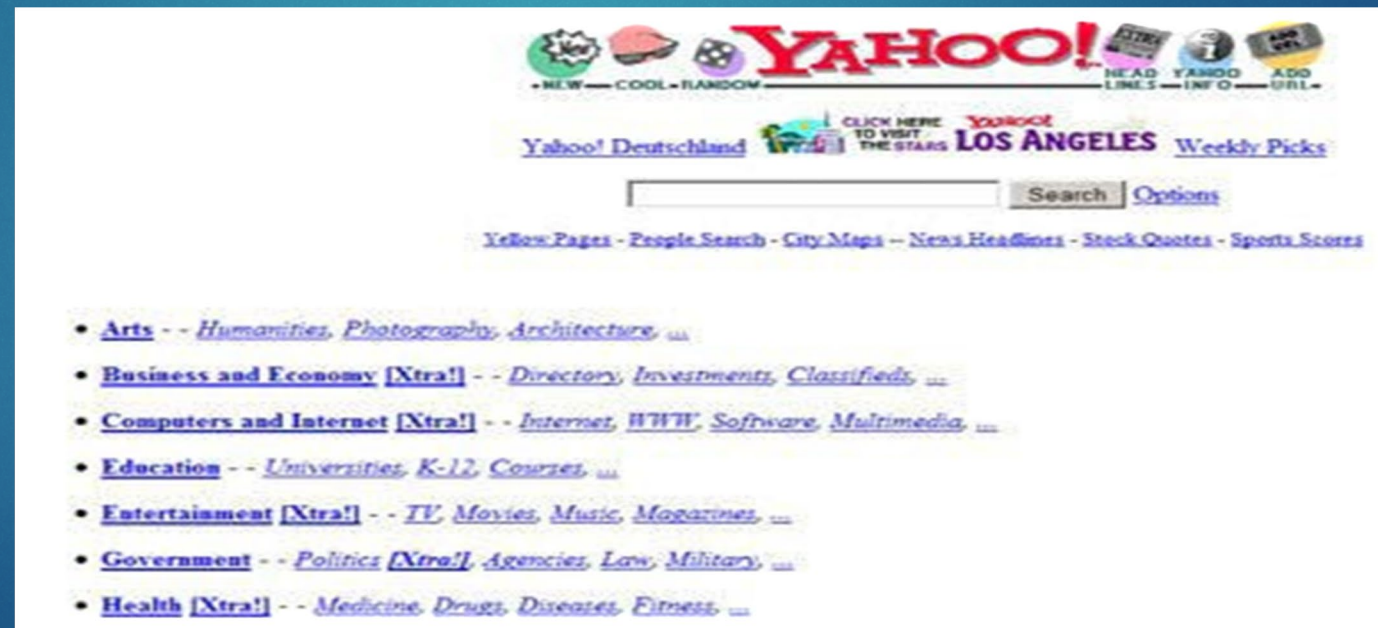 YAHOO!
NEW COOL RANDOM HEAD LINES YAHOO INFO ADD URL
Yahoo! Deutschland CLICK HERE TO VISIT THE STARS YAHOO! LOS ANGELES Weekly Picks
Search Options
Yellow Pages - People Search - City Maps -- News Headlines - Stock Quotes - Sports Scores
• Arts - - Humanities, Photography, Architecture, ...
• Business and Economy [Xtra!] - - Directory, Investments, Classifieds, ...
• Computers and Internet [Xtra!] - - Internet, WWW, Software, Multimedia, ...
• Education - - Universities, K-12, Courses, ...
• Entertainment [Xtra!] - - TV, Movies, Music, Magazines, ...
• Government - - Politics [Xtra!], Agencies, Law, Military, ...
• Health [Xtra!] - - Medicine, Drugs, Diseases, Fitness, ...